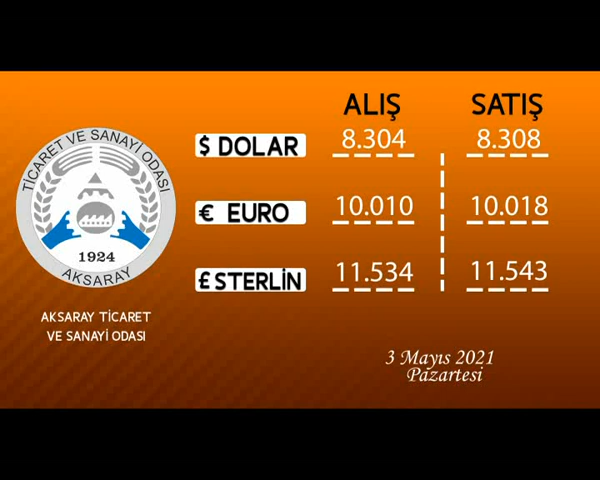 ALIŞ SATIŞ
$ DOLAR 8.304 8.308
€ EURO 10.010 10.018
£ STERLİN 11.534 11.543
TİCARET VE SANAYİ ODASI
1924
AKSARAY
AKSARAY TİCARET
VE SANAYİ ODASI
3 Mayıs 2021
Pazartesi